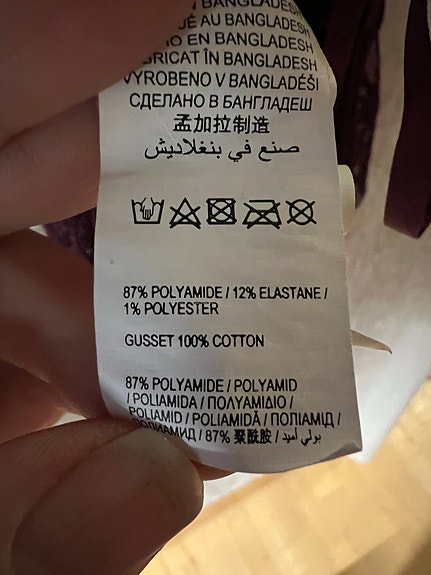 BANGLADESH
AU BANGLADESH
EN BANGLADESH
FABRICAT ÎN BANGLADESH
VYROBENO V BANGLADÉŠI
СДЕЛАНО В БАНГЛАДЕШ
孟加拉制造
صنع في بنغلاديش
87% POLYAMIDE / 12% ELASTANE /
1% POLYESTER
GUSSET 100% COTTON
87% POLYAMIDE / POLYAMID
/ POLIAMIDA / ΠΟΛΥΑΜΙΔΙΟ /
POLIAMID / POLIAMIDĂ / ПОЛІАМІД /
ПОЛИАМИД / 87% 聚酰胺 / بولي أميد